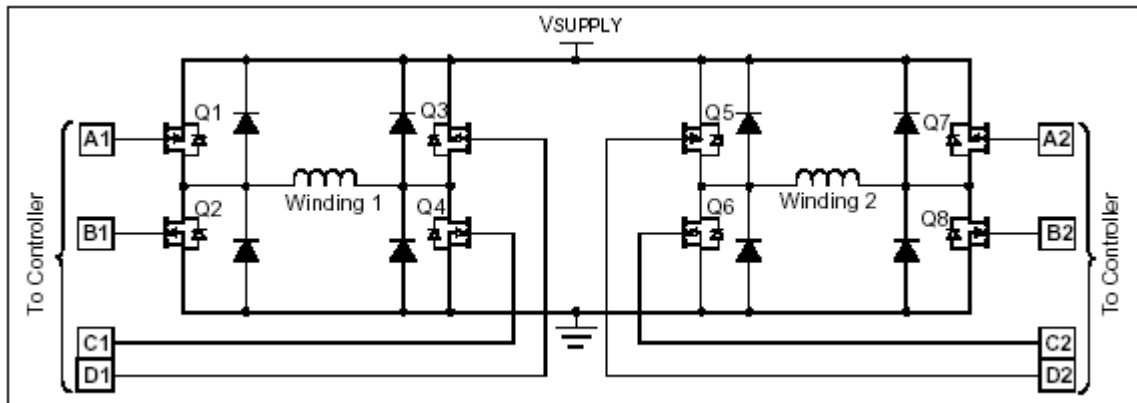 VSUPPLY
Q1 Q3 Q5 Q7
A1 A2
Winding 1 Winding 2
Q2 Q4 Q6 Q8
B1 B2
To Controller To Controller
C1 C2
D1 D2